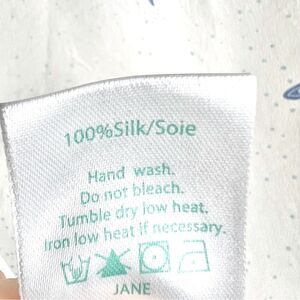 100%Silk/Soie
Hand wash.
Do not bleach.
Tumble dry low heat.
Iron low heat if necessary.
JANE